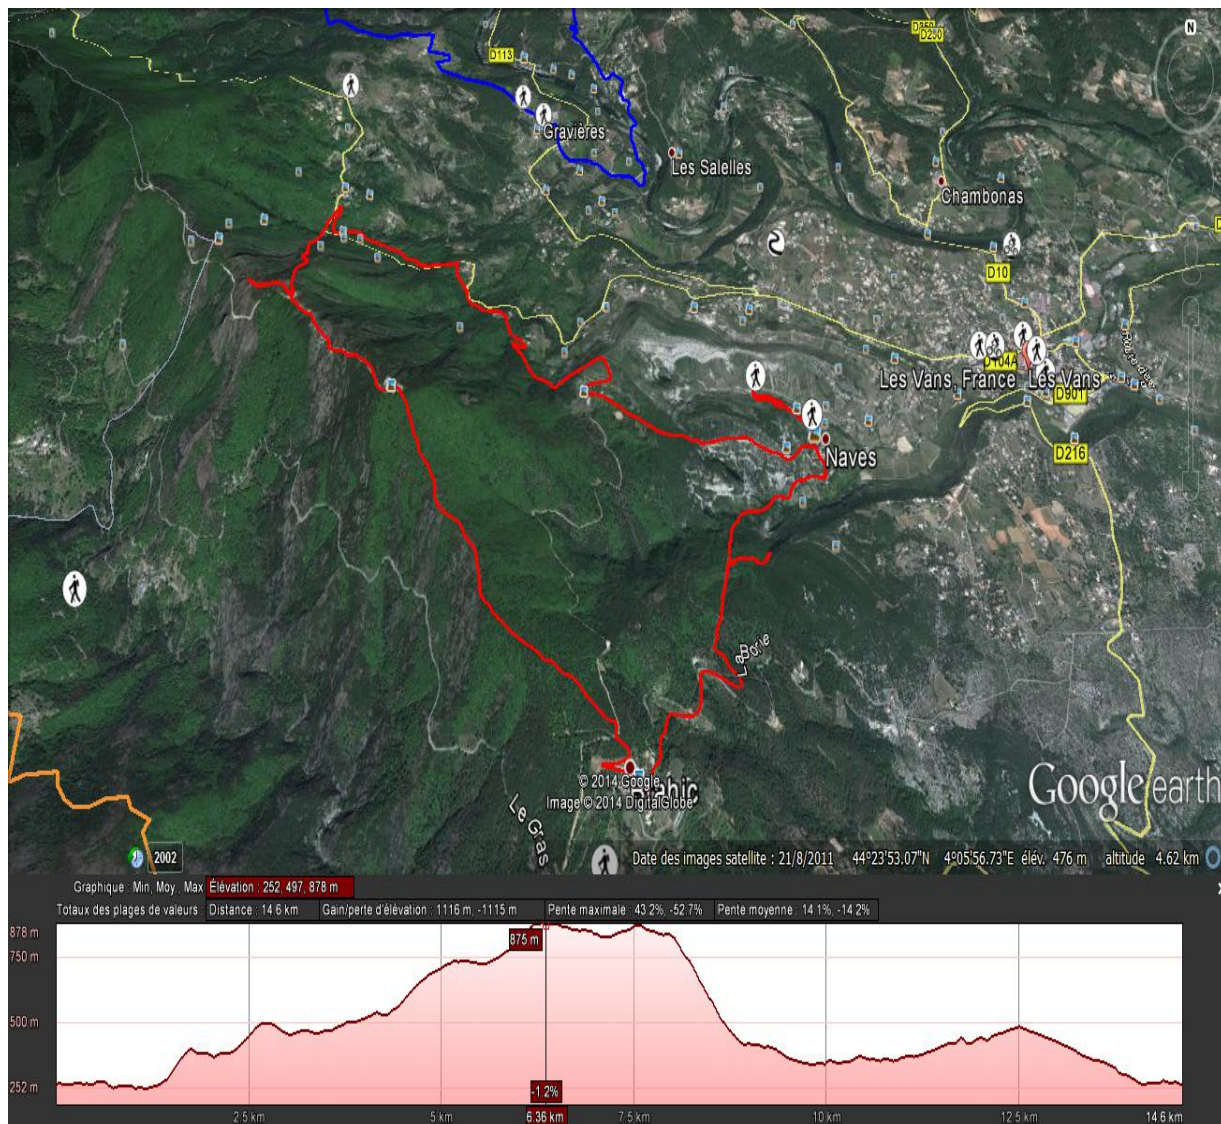 N
D250
D113
Gravières
Les Salelles
Chambonas
D10
D104A
Les Vans, France Les Vans
D901
D216
Naves
La Borie
© 2014 Google
Image © 2014 DigitalGlobe
Le Gras
Google earth
2002
Date des images satellite : 21/8/2011 44°23'53.07"N 4°05'56.73"E élév. 476 m altitude 4.62 km
Graphique : Min, Moy., Max Élévation : 252, 497, 878 m
Totaux des plages de valeurs : Distance : 14.6 km Gain/perte d'élévation : 1116 m, -1115 m Pente maximale : 43.2%, -52.7% Pente moyenne : 14.1%, -14.2%
878 m
875 m
750 m
500 m
252 m
-1.2%
2.5 km 5 km 6.36 km 7.5 km 10 km 12.5 km 14.6 km